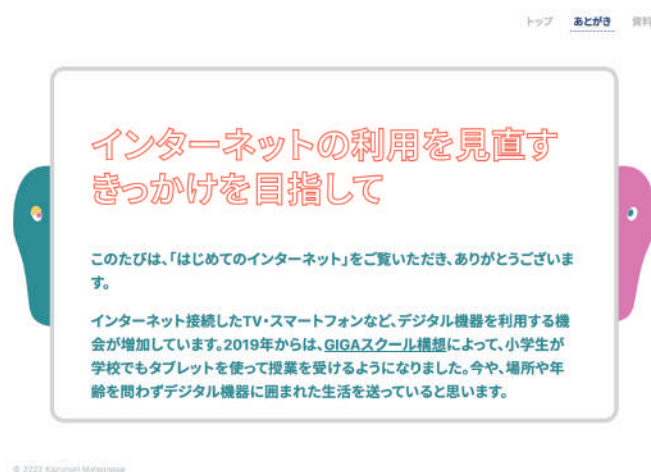 トップ あとがき 資料
インターネットの利用を見直す
きっかけを目指して
このたびは、「はじめてのインターネット」をご覧いただき、ありがとうございま
す。
インターネット接続したTV・スマートフォンなど、デジタル機器を利用する機
会が増加しています。2019年からは、GIGAスクール構想によって、小学生が
学校でもタブレットを使って授業を受けるようになりました。今や、場所や年
齢を問わずデジタル機器に囲まれた生活を送っていると思います。
© 2022 Kazunori